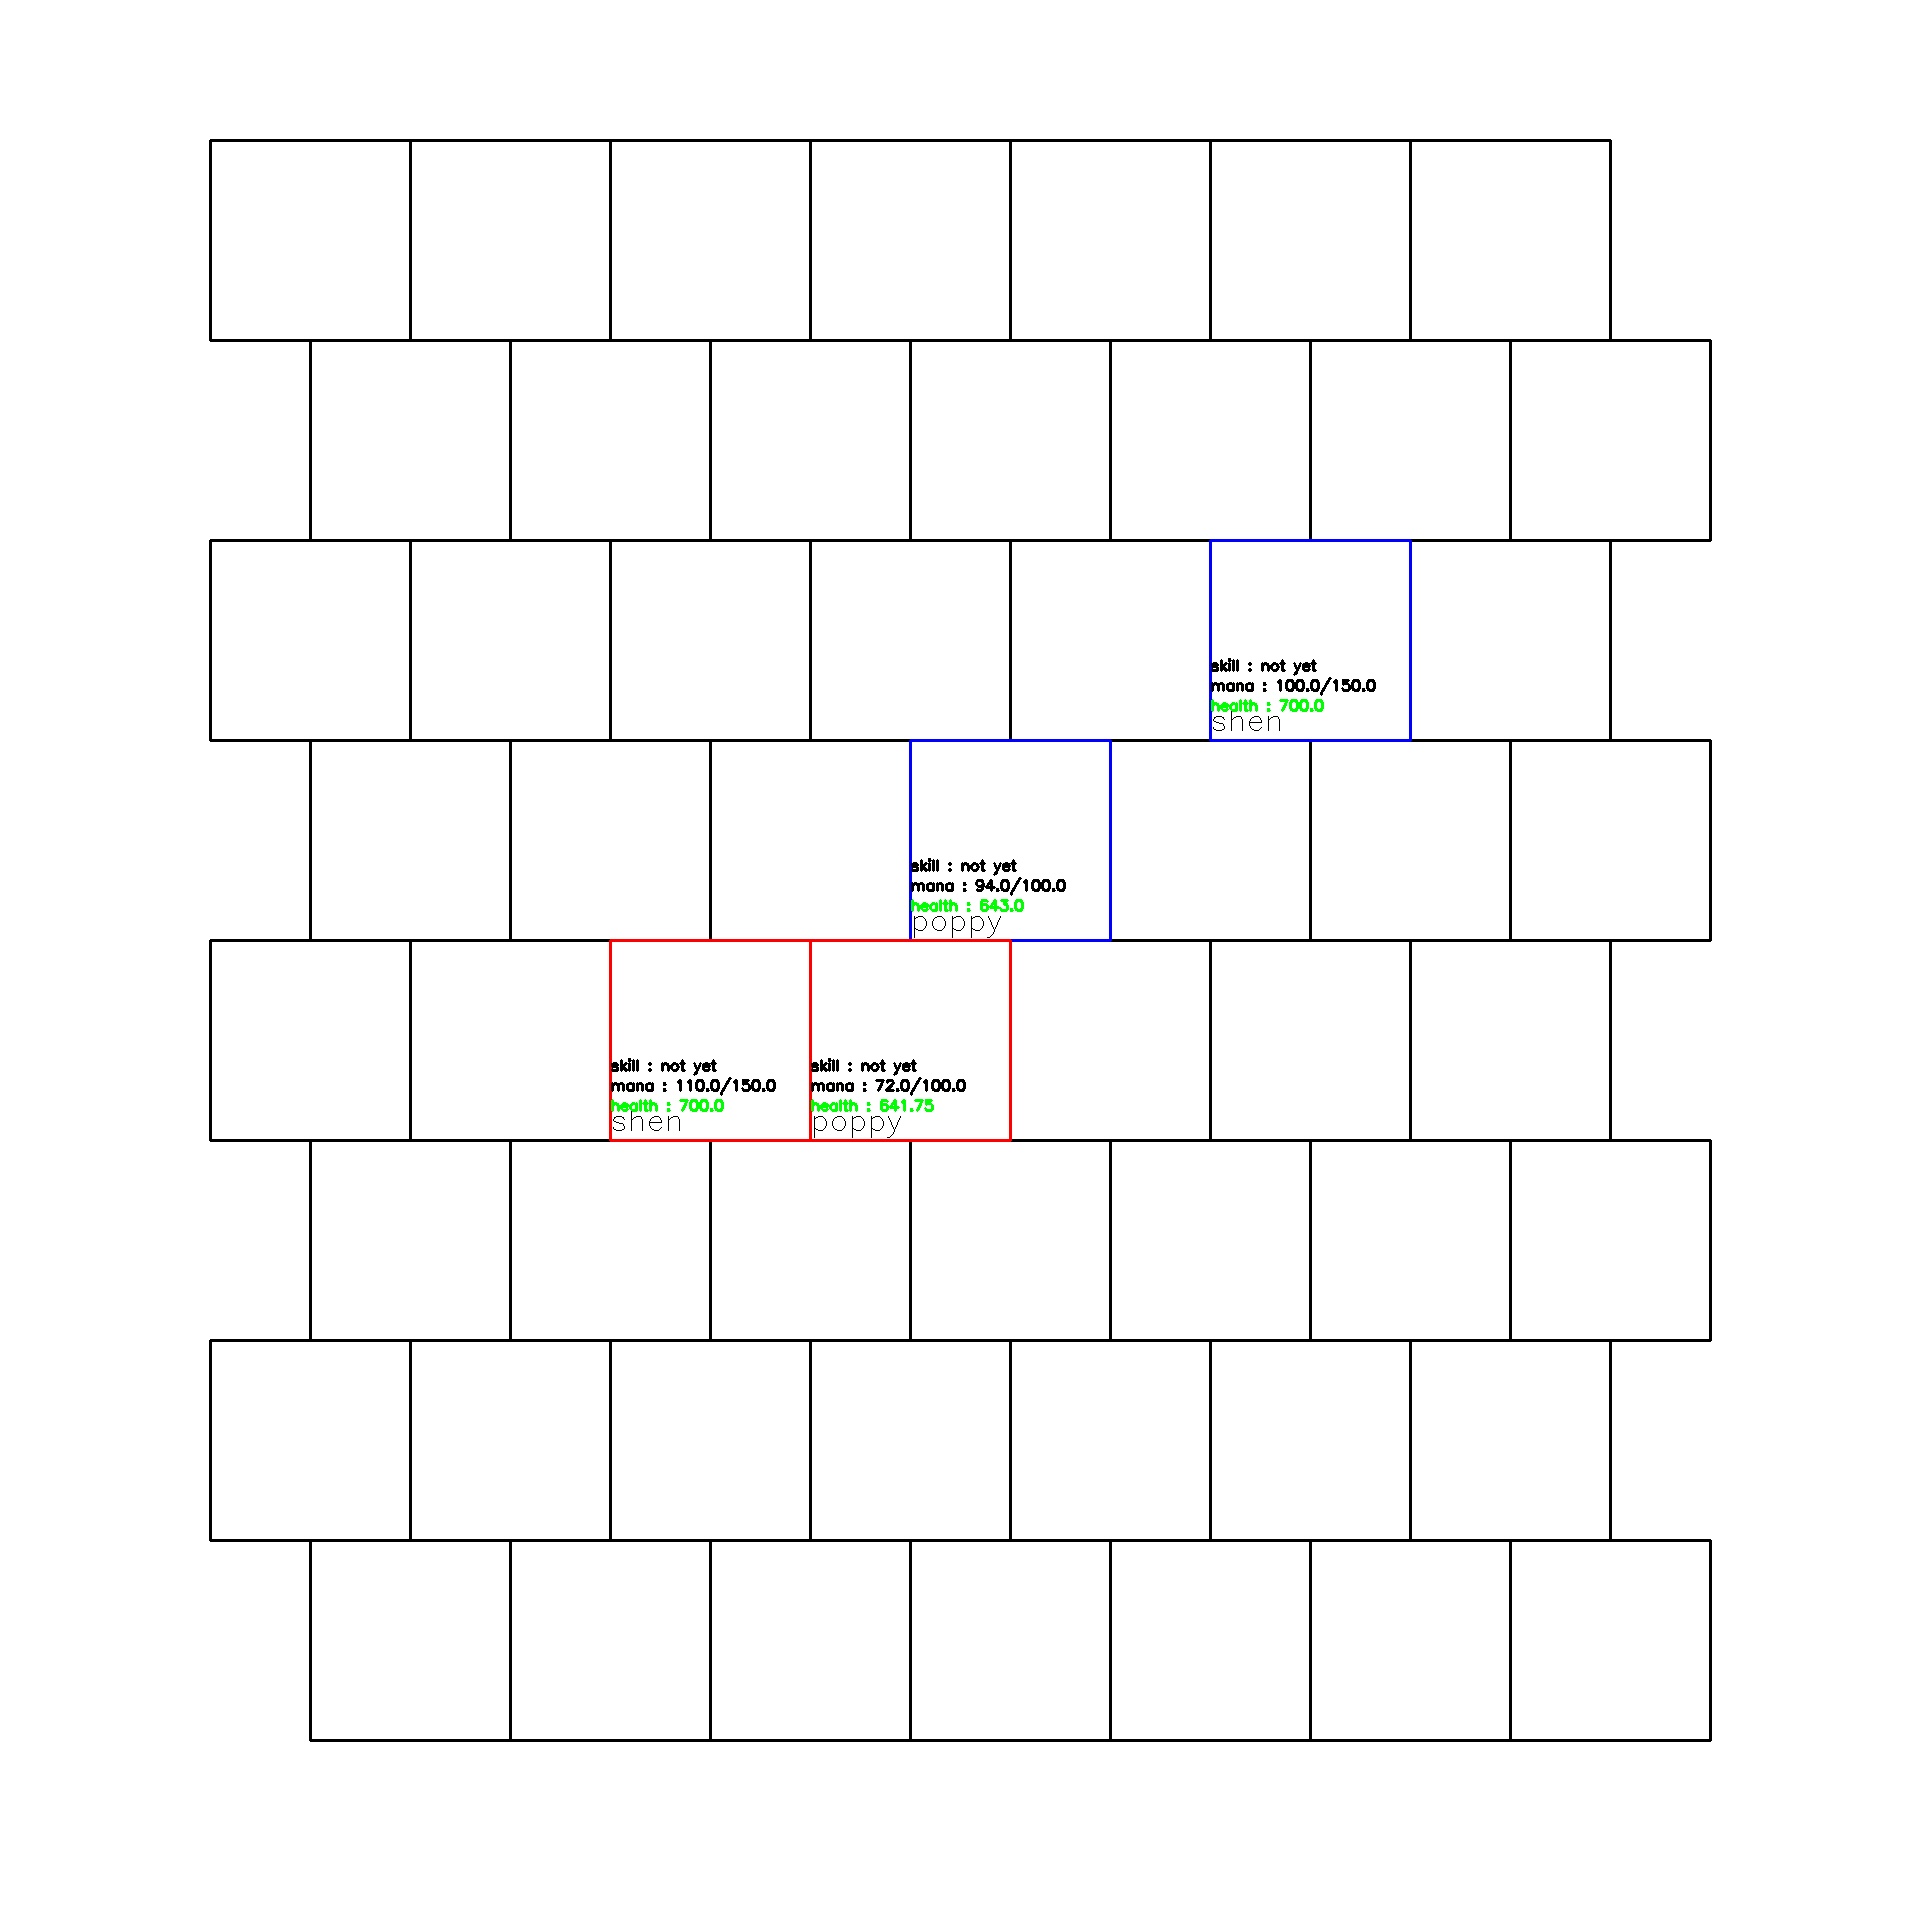 skill : not yet
mana : 100.0/150.0
health : 700.0
shen
skill : not yet
mana : 94.0/100.0
health : 643.0
poppy
skill : not yet
mana : 110.0/150.0
health : 700.0
shen
skill : not yet
mana : 72.0/100.0
health : 641.75
poppy